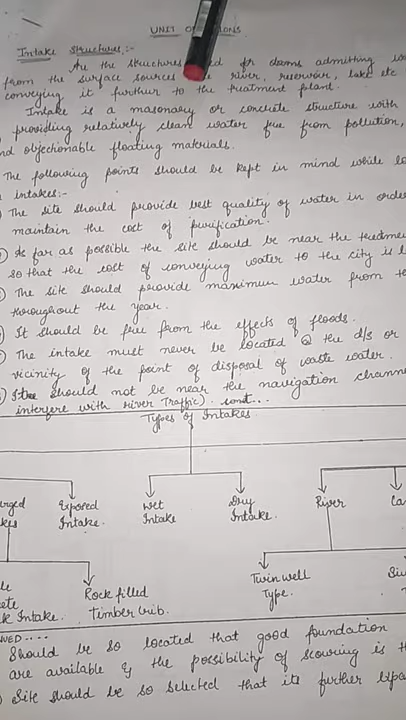 UNIT O IONS
Intake Structures:-
Are the structures ed for doems admitting
from the surface sources river, reservoir, lake etc
conveying it further to the treatment plant.
Intake is a masonary or concrete structure with
providing relatively clean water free from pollution,
nd objectionable floating materials.
The following points should be kept in mind while lo
intakes:-
The site should provide best quality of water in order
maintain the cost of purification.
As far as possible the site should be near the treatme
so that the cost of conveying water to the city is l
The site should provide maximum water from
throughout the year.
It should be free from the effects of floods.
The intake must never be located @ the d/s or
vicinity of the point of disposal of waste water.
Site should not be near the navigation chann
interfere with river Traffic). cont...
Types of Intakes
rged Exposed Wet Dry River Ca
kes Intake. Intake Intake.
le Rock filled Twin well
ete Timber crib. Type.
k Intake.
NUED....
Should be so located that good foundation
are available & the possibility of scouring is
Site should be so selected that its further